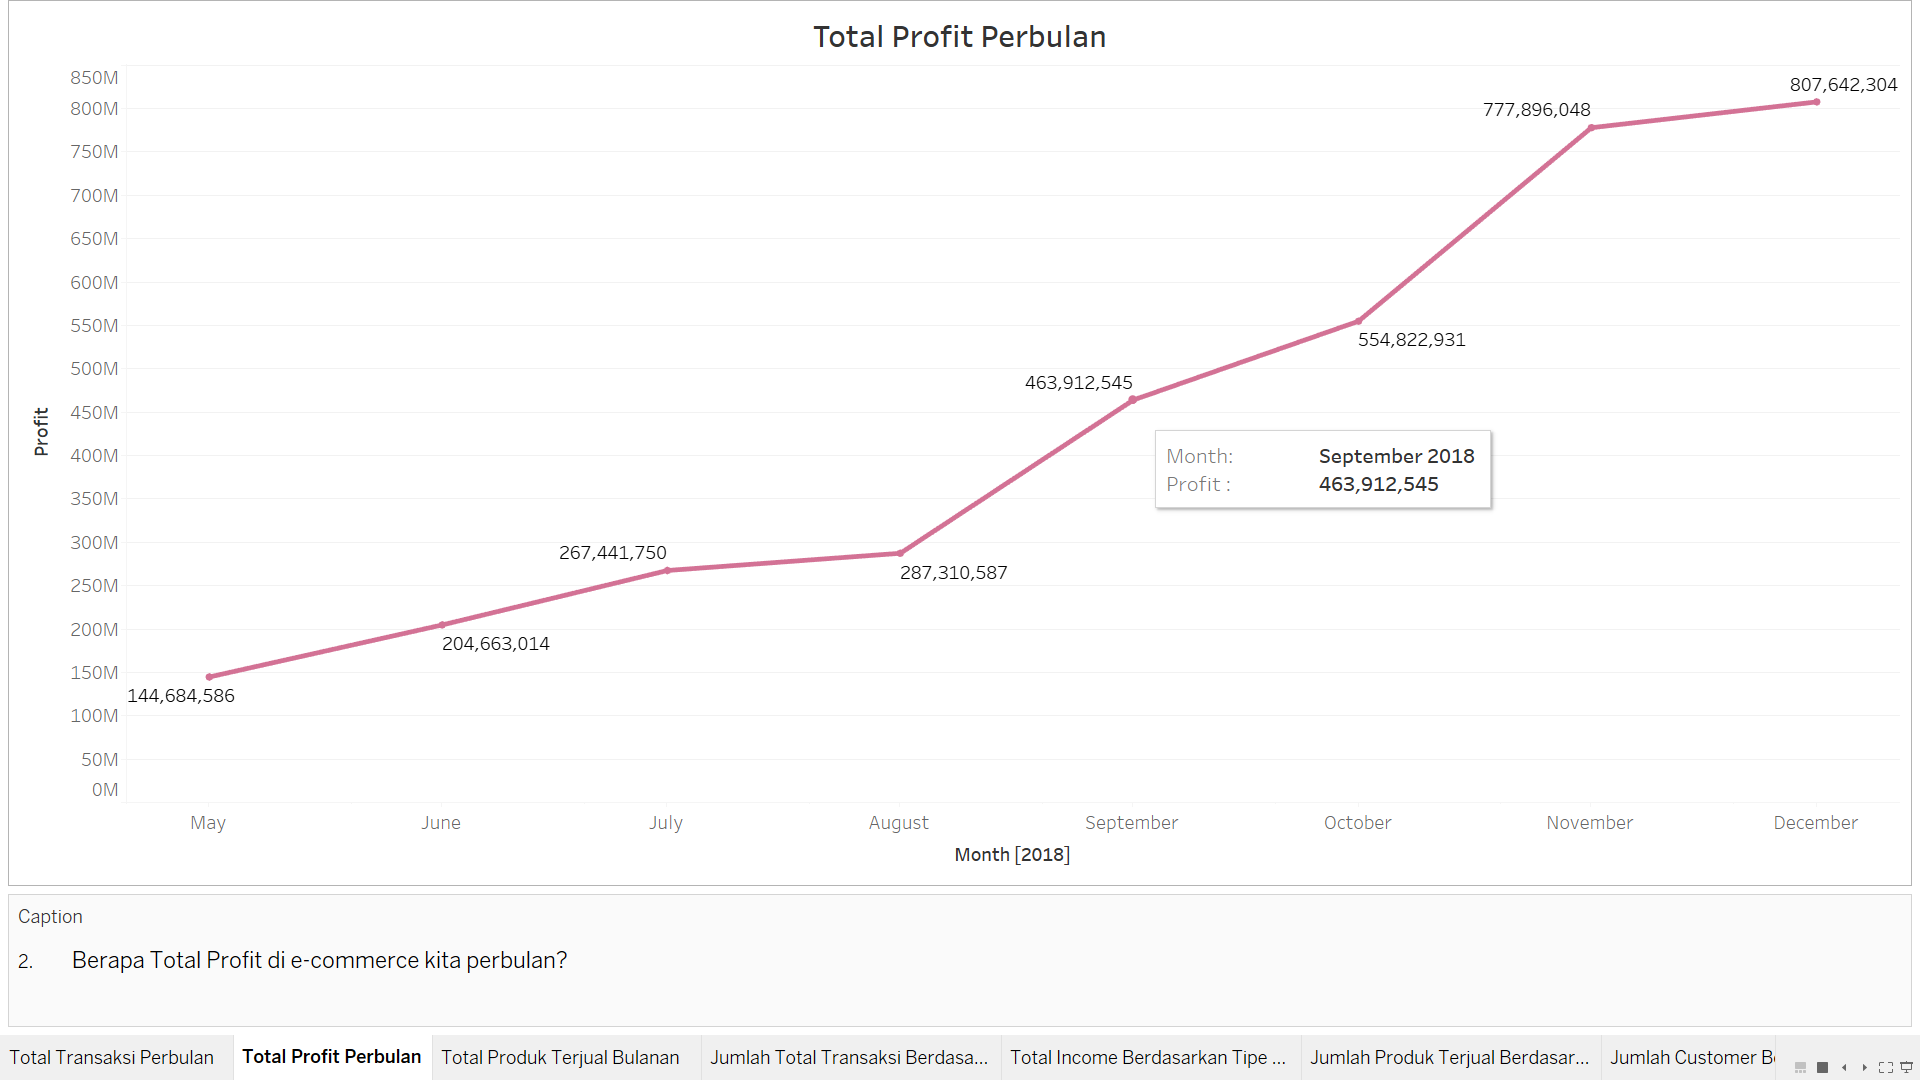 Total Profit Perbulan
850M
800M
750M
700M
650M
600M
550M
500M
450M
400M
350M
300M
250M
200M
150M
100M
50M
0M
Profit
807,642,304
777,896,048
554,822,931
463,912,545
Month: September 2018
Profit : 463,912,545
267,441,750
287,310,587
204,663,014
144,684,586
May June July August September October November December
Month [2018]
Caption
2. Berapa Total Profit di e-commerce kita perbulan?
Total Transaksi Perbulan Total Profit Perbulan Total Produk Terjual Bulanan Jumlah Total Transaksi Berdasa... Total Income Berdasarkan Tipe ... Jumlah Produk Terjual Berdasar... Jumlah Customer